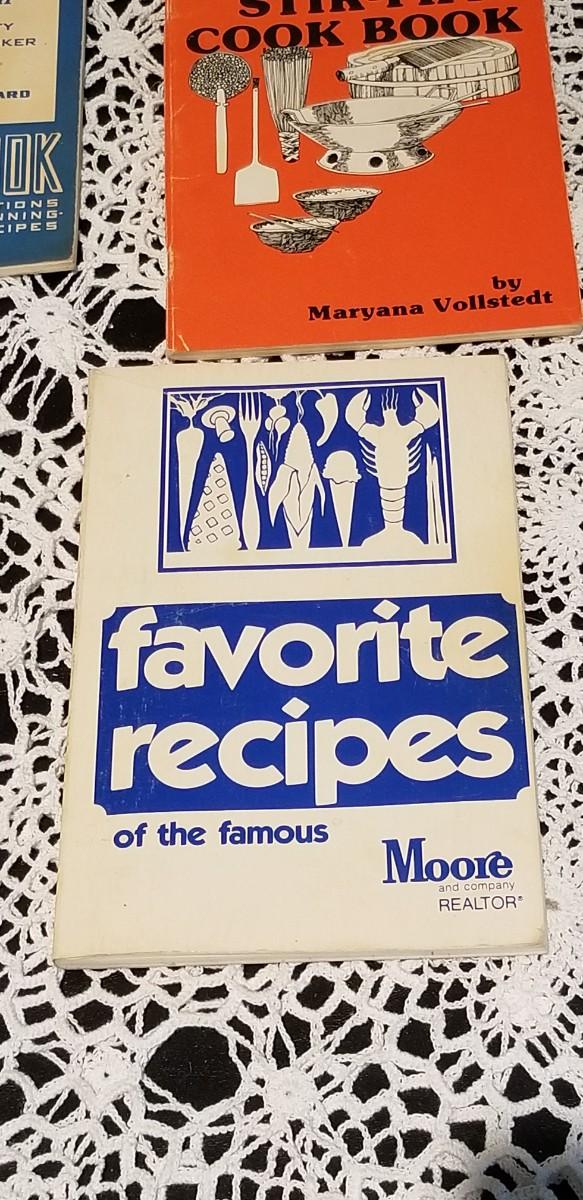 COOK BOOK
by
Maryana Vollstedt
favorite
recipes
of the famous
Moore
and company
REALTOR®